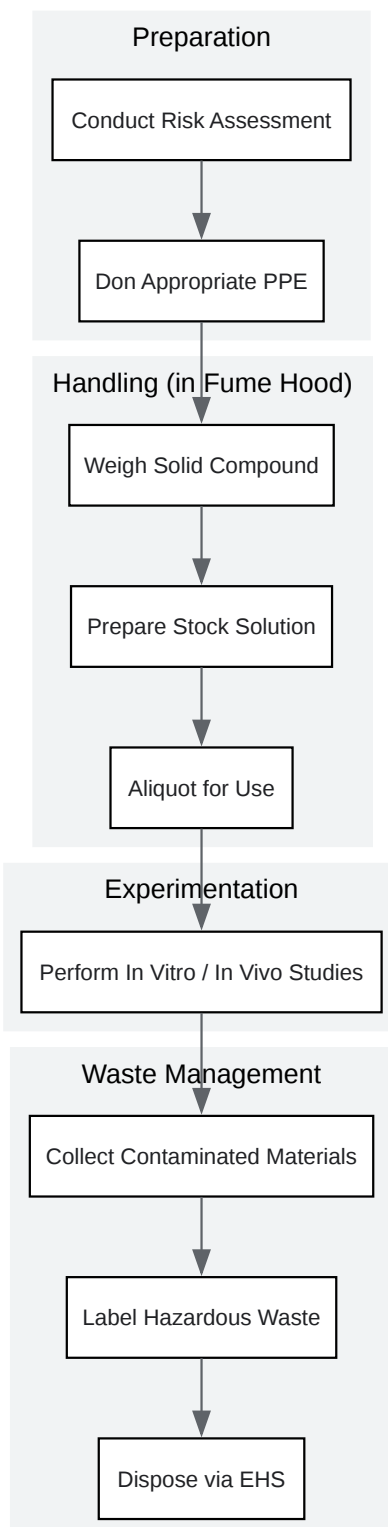 Preparation
Conduct Risk Assessment
Don Appropriate PPE
Handling (in Fume Hood)
Weigh Solid Compound
Prepare Stock Solution
Aliquot for Use
Experimentation
Perform In Vitro / In Vivo Studies
Waste Management
Collect Contaminated Materials
Label Hazardous Waste
Dispose via EHS